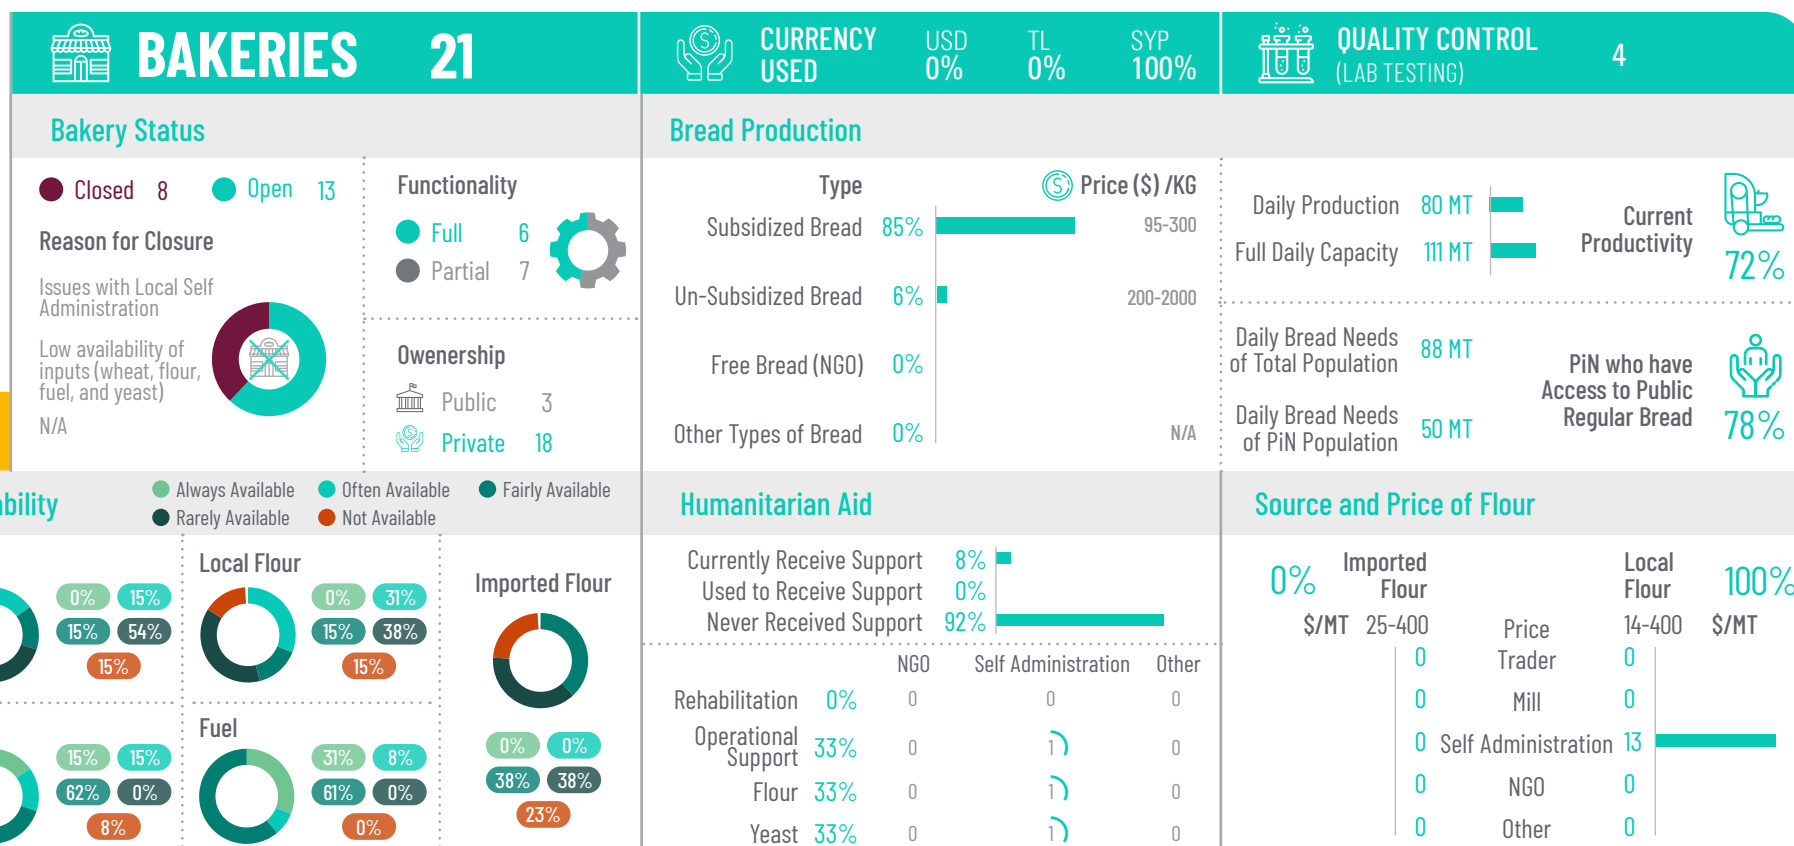 BAKERIES 21
CURRENCY
USED
USD
0%
TL
0%
SYP
100%
QUALITY CONTROL
(LAB TESTING)
4
Bakery Status
Closed 8
Open 13
Reason for Closure
Issues with Local Self
Administration
Low availability of
inputs (wheat, flour,
fuel, and yeast)
N/A
Functionality
Full 6
Partial 7
Owenership
Public 3
Private 18
Bread Production
Type
Price ($) /KG
Subsidized Bread 85% 95-300
Un-Subsidized Bread 6% 200-2000
Free Bread (NGO) 0%
Other Types of Bread 0% N/A
Daily Production 80 MT
Full Daily Capacity 111 MT
Current
Productivity
72%
Daily Bread Needs
of Total Population
88 MT
Daily Bread Needs
of PiN Population
50 MT
PiN who have
Access to Public
Regular Bread
78%
bility
Always Available
Often Available
Fairly Available
Rarely Available
Not Available
0% 15%
15% 54%
15%
Local Flour
0% 31%
15% 38%
15%
Imported Flour
0% 0%
38% 38%
23%
15% 15%
62% 0%
8%
Fuel
31% 8%
61% 0%
0%
Humanitarian Aid
Currently Receive Support 8%
Used to Receive Support 0%
Never Received Support 92%
NGO Self Administration Other
Rehabilitation 0% 0 0 0
Operational
Support 33% 0 1 0
Flour 33% 0 1 0
Yeast 33% 0 1 0
Source and Price of Flour
0% Imported
Flour
Local
Flour 100%
$/MT 25-400 Price 14-400 $/MT
0 Trader 0
0 Mill 0
0 Self Administration 13
0 NGO 0
0 Other 0